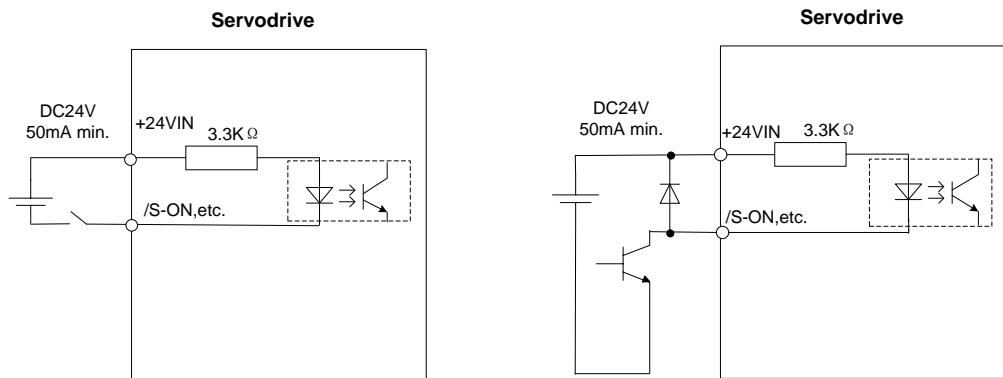 Servodrive
DC24V
50mA min.
+24VIN
3.3KΩ
/S-ON,etc.
Servodrive
DC24V
50mA min.
+24VIN
3.3KΩ
/S-ON,etc.